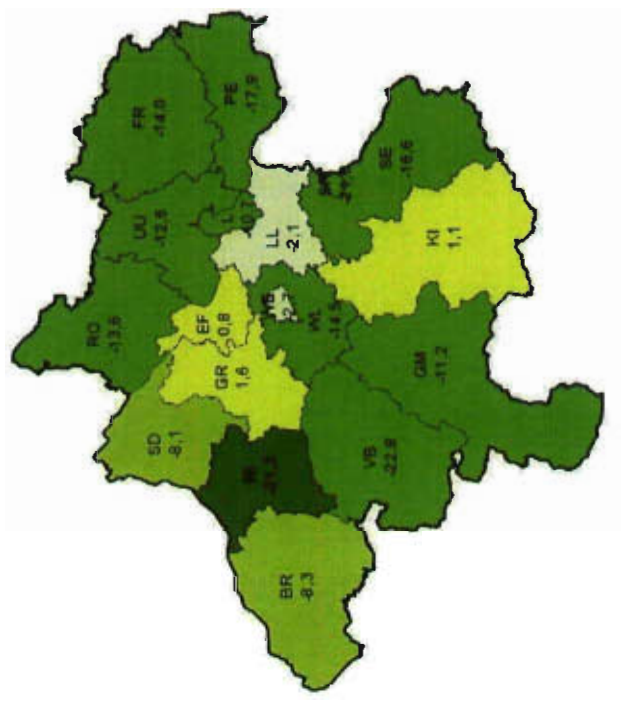 RO
-13,6
FR
-14,0
UU
SD
-8,1
EF
0,8
GR
1,6
PE
-17,9
LL
-2,1
BR
-8,3
WL
VB
-22,9
SE
-16,6
GM
-11,2
KI
1,1